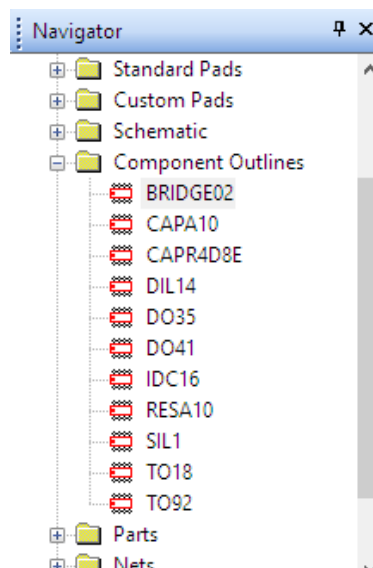 Navigator
Standard Pads
Custom Pads
Schematic
Component Outlines
BRIDGE02
CAPA10
CAPR4D8E
DIL14
DO35
DO41
IDC16
RESA10
SIL1
TO18
TO92
Parts
Nets